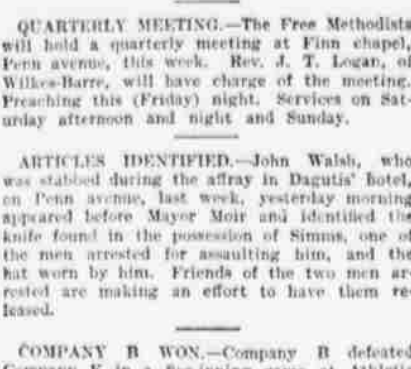 QUARTERLY MEETING.—The Free Methodists
will hold a quarterly meeting at Finn chapel,
Penn avenue, this week. Rev. J. T. Logan, of
Wilkes-Barre, will have charge of the meeting.
Preaching this (Friday) night. Services on Sat-
urday afternoon and night and Sunday.
ARTICLES IDENTIFIED.—John Walsh, who
was stabbed during the affray in Dagutis' hotel,
on Penn avenue, last week, yesterday morning
appeared before Mayor Moir and identified the
knife found in the possession of Simms, one of
the men arrested for assaulting him, and the
hat worn by him. Friends of the two men ar-
rested are making an effort to have them re-
leased.
COMPANY B WON.—Company B defeated